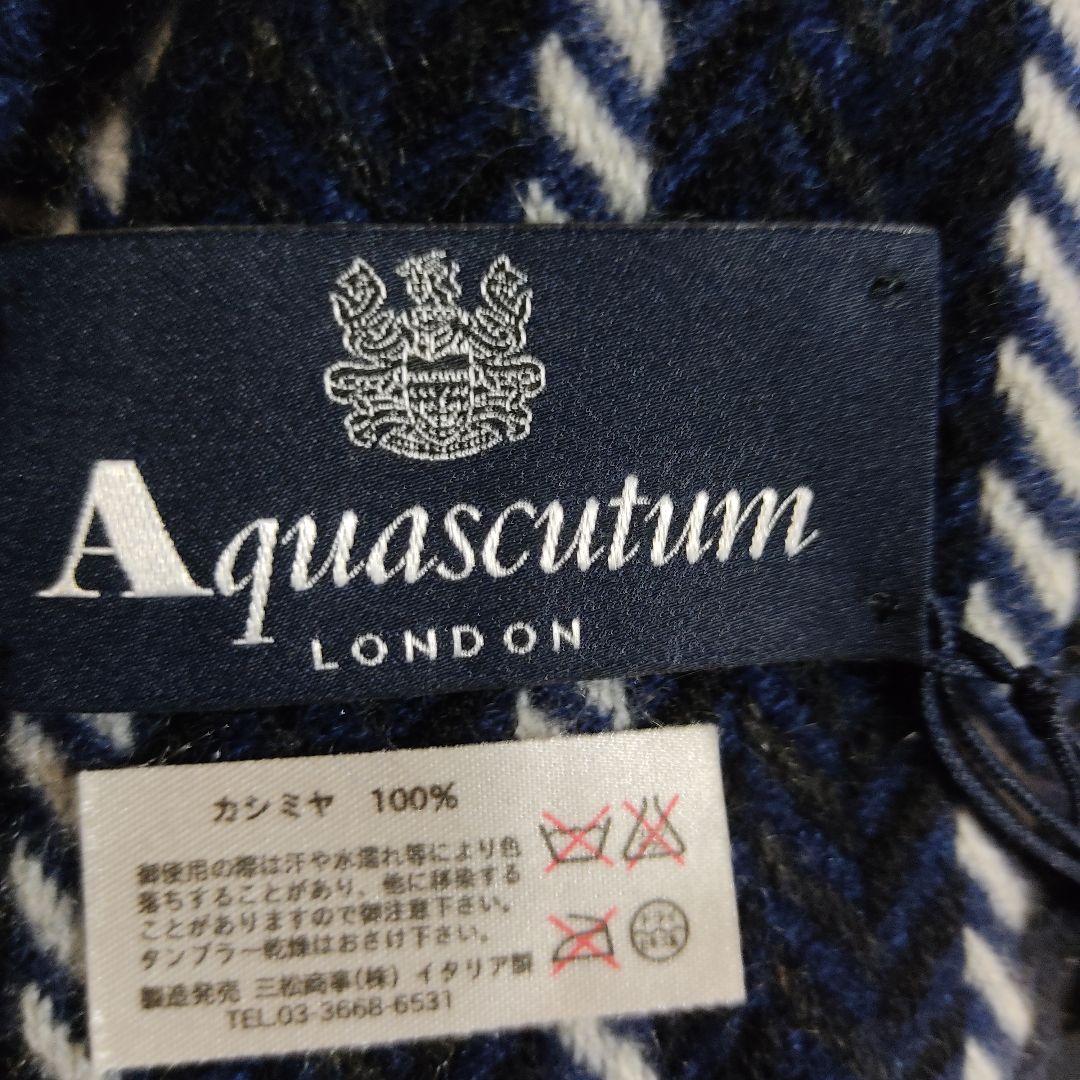 Aquascutum
LONDON
カシミヤ 100%
御使用の際は汗や水濡れ等により色
落ちすることがあり、他に移染する
ことがありますので御注意下さい。
タンブラー乾燥はおさけ下さい。
製造発売 三松商事(株) イタリア製
TEL.03-3668-6531